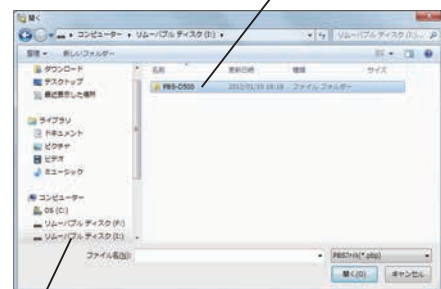 開く
コンピューター ▸ リムーバブル ディスク (I:) ▸
リムーバブル ディスク (I:)の...
整理 ▾ 新しいフォルダー
ダウンロード
デスクトップ
最近表示した場所
ライブラリ
ドキュメント
ピクチャ
ビデオ
ミュージック
コンピューター
OS (C:)
リムーバブル ディスク (H:)
リムーバブル ディスク (I:)
名前 更新日時 種類 サイズ
PBS-D500 ファイル フォルダー
ファイル名(N):
開く(O) キャンセル